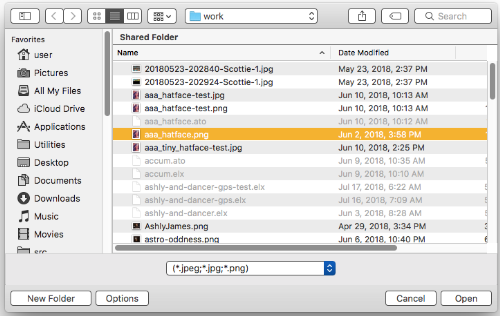 work
Search
Favorites
Shared Folder
user
Pictures
All My Files
iCloud Drive
Applications
Utilities
Desktop
Documents
Downloads
Music
Movies
src
Name
Date Modified
20180523-202840-Scottie-1.jpg May 23, 2018, 2:37 PM
20180523-202924-Scottie-1.jpg May 23, 2018, 2:37 PM
aaa_hatface-test.jpg Jun 10, 2018, 10:13 AM
aaa_hatface-test.png Jun 10, 2018, 10:13 AM
aaa_hatface.ato Jun 10, 2018, 10:12 AM
aaa_hatface.png Jun 2, 2018, 3:58 PM
aaa_tiny_hatface-test.jpg Jun 10, 2018, 2:25 PM
accum.ato Jun 9, 2018, 10:35 AM
accum.elx Jun 9, 2018, 10:10 AM
ashly-and-dancer-gps-test.elx Jul 17, 2018, 6:22 AM
ashly-and-dancer-gps.elx Jul 16, 2018, 7:09 AM
ashly-and-dancer.elx Jun 3, 2018, 8:28 AM
AshlyJames.png Apr 29, 2018, 3:34 PM
astro-oddness.png Jun 6, 2018, 10:40 PM
(*.jpeg;*.jpg;*.png)
New Folder
Options
Cancel
Open